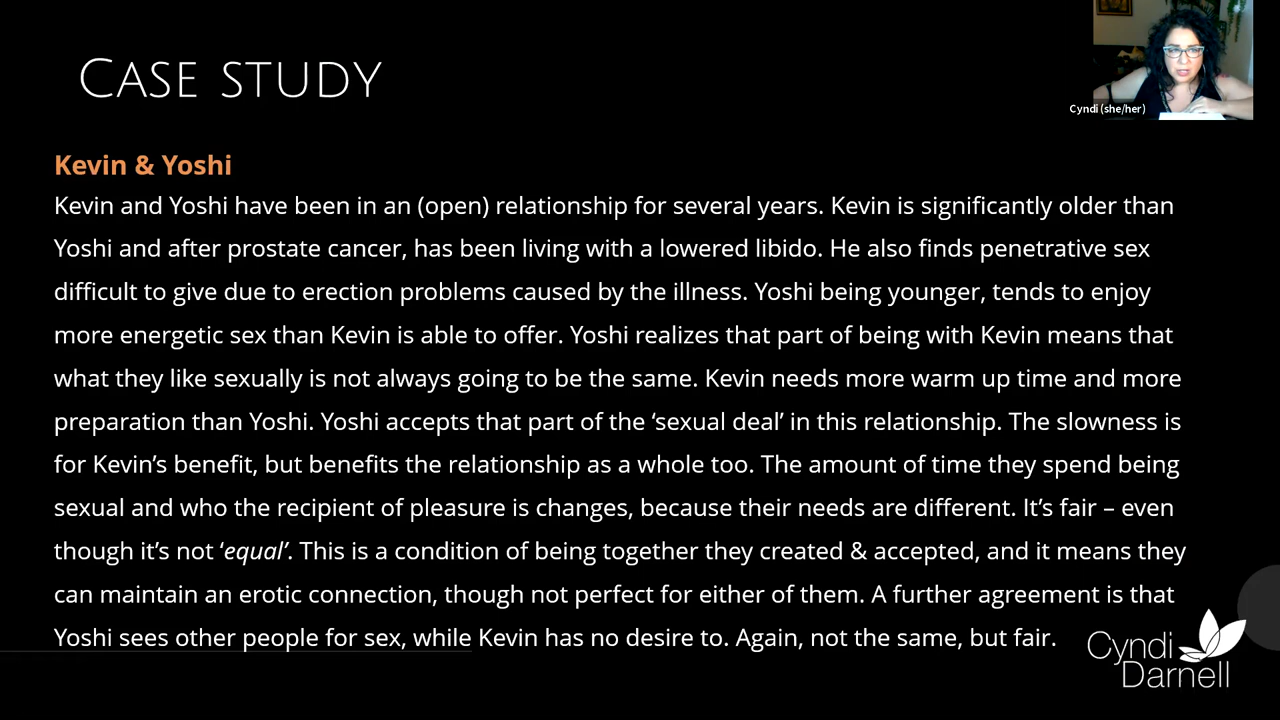 CASE STUDY
Cyndi (she/her)
Kevin & Yoshi
Kevin and Yoshi have been in an (open) relationship for several years. Kevin is significantly older than
Yoshi and after prostate cancer, has been living with a lowered libido. He also finds penetrative sex
difficult to give due to erection problems caused by the illness. Yoshi being younger, tends to enjoy
more energetic sex than Kevin is able to offer. Yoshi realizes that part of being with Kevin means that
what they like sexually is not always going to be the same. Kevin needs more warm up time and more
preparation than Yoshi. Yoshi accepts that part of the ‘sexual deal’ in this relationship. The slowness is
for Kevin’s benefit, but benefits the relationship as a whole too. The amount of time they spend being
sexual and who the recipient of pleasure is changes, because their needs are different. It’s fair – even
though it’s not ‘equal’. This is a condition of being together they created & accepted, and it means they
can maintain an erotic connection, though not perfect for either of them. A further agreement is that
Yoshi sees other people for sex, while Kevin has no desire to. Again, not the same, but fair.
Cyndi
Darnell